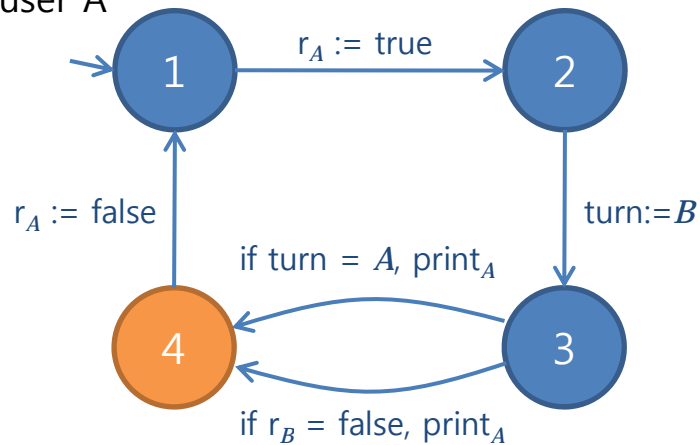 user A
r_A := true
1
2
r_A := false
turn:=B
if turn = A, print_A
4
3
if r_B = false, print_A